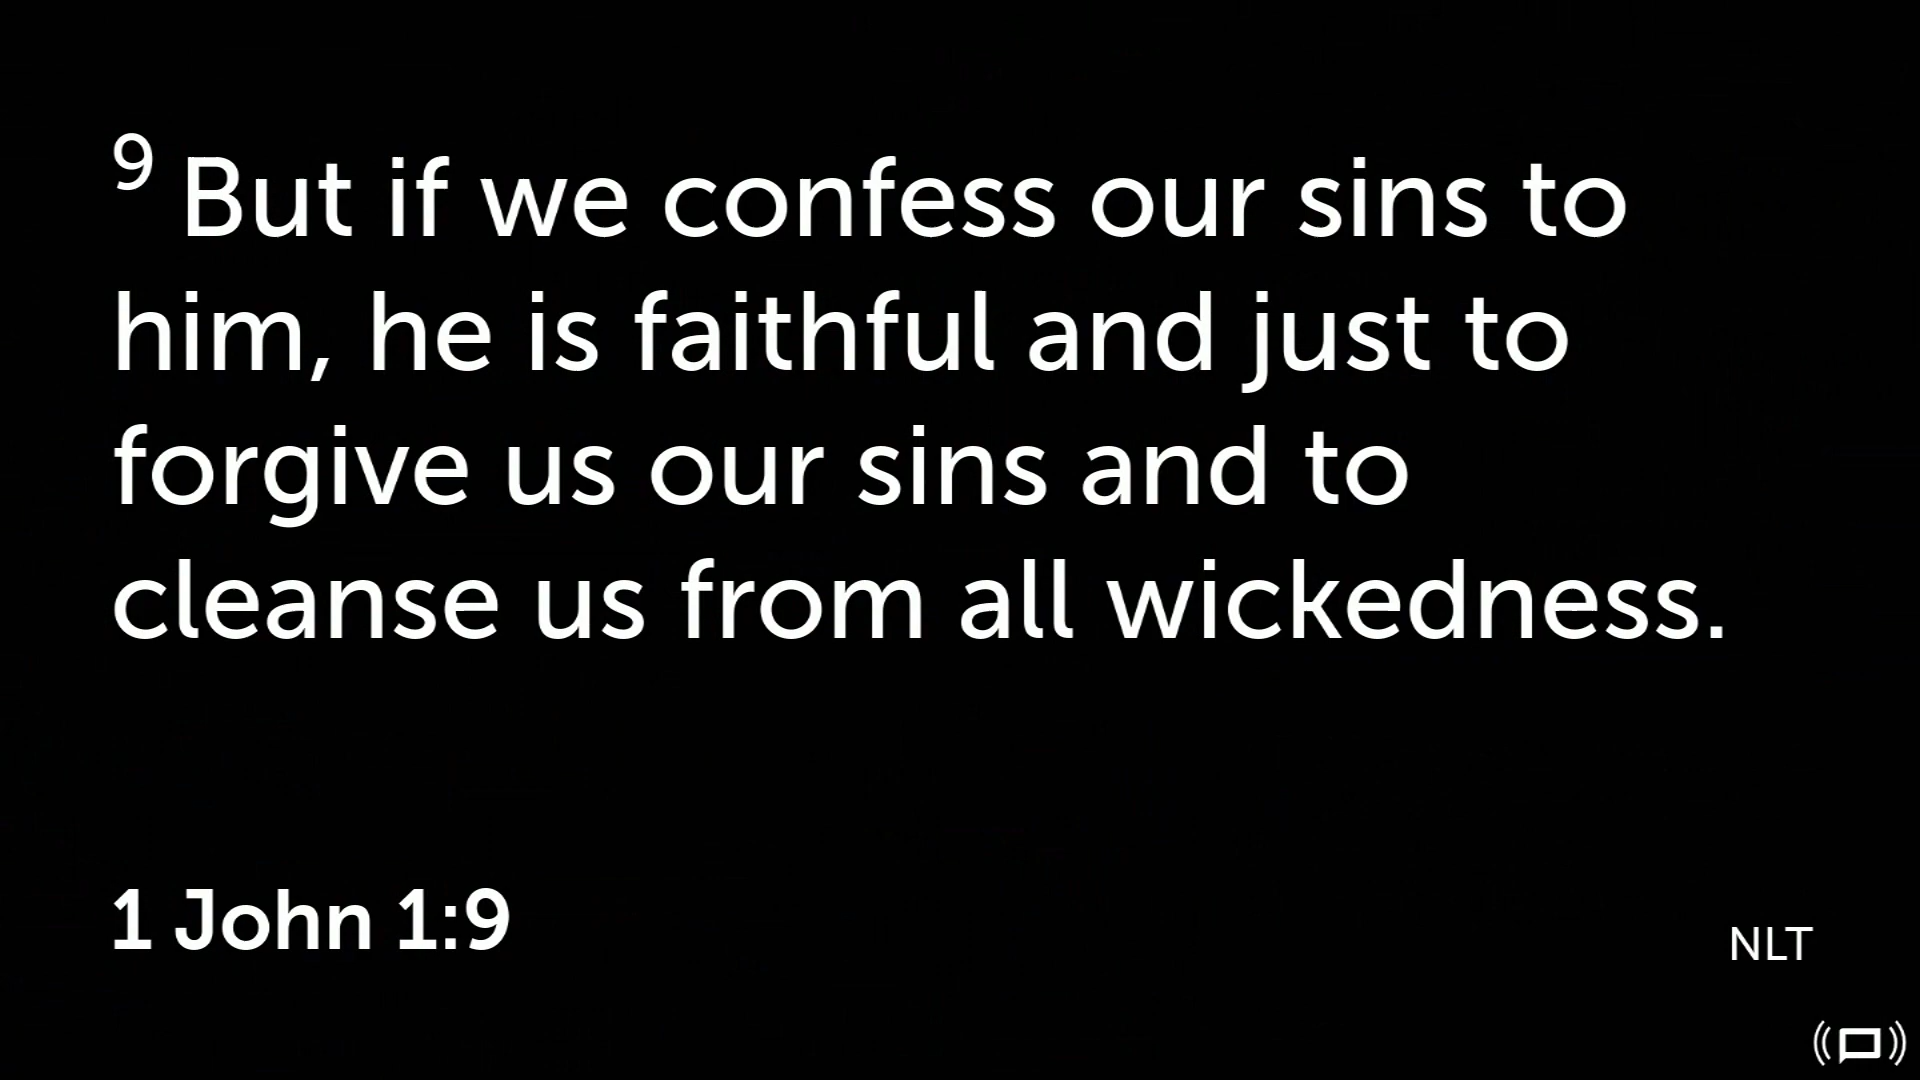 9 But if we confess our sins to
him, he is faithful and just to
forgive us our sins and to
cleanse us from all wickedness.
1 John 1:9
NLT